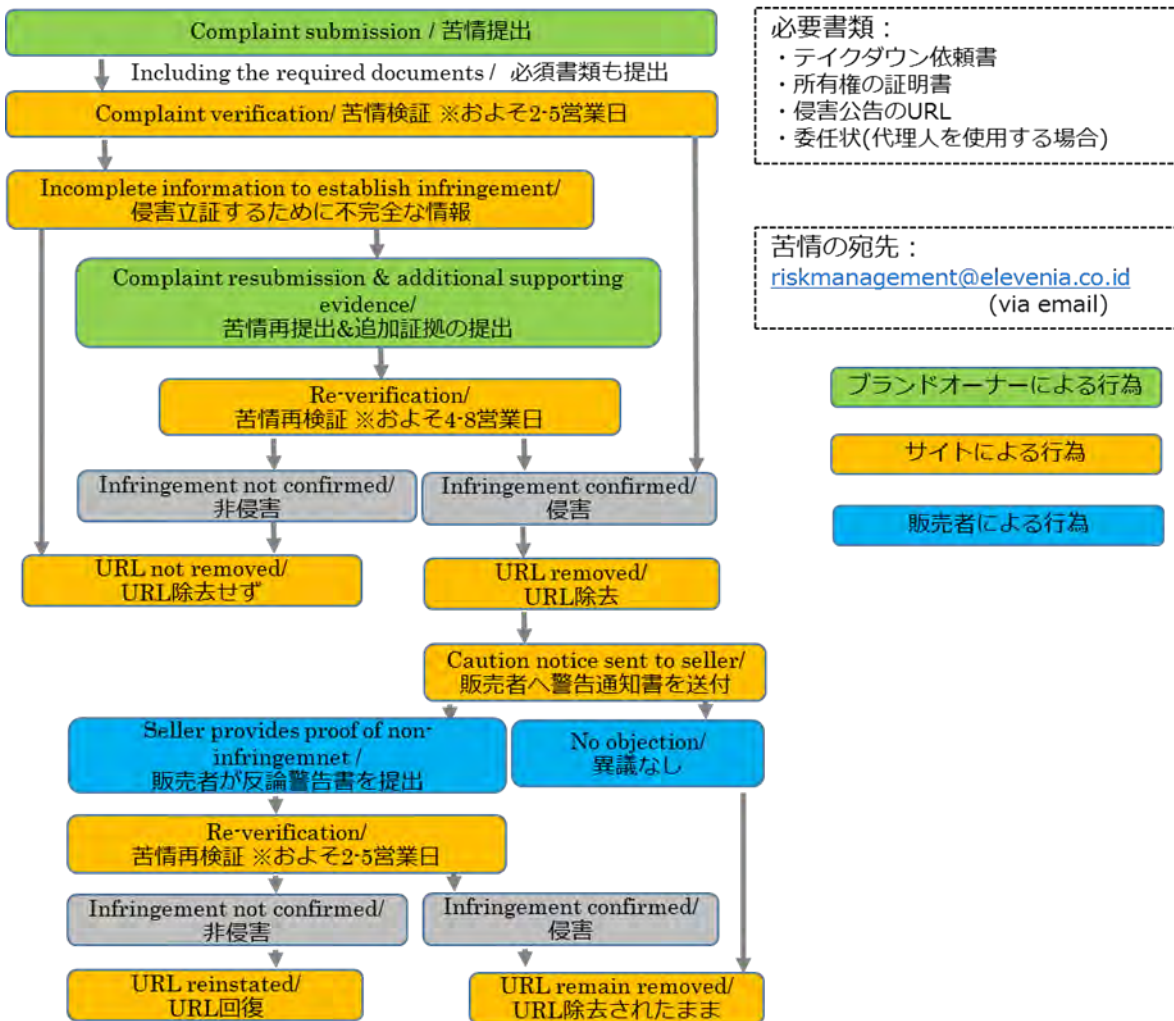 Complaint submission / 苦情提出
Including the required documents / 必須書類も提出
Complaint verification/ 苦情検証 ※およそ2-5営業日
Incomplete information to establish infringement/
侵害立証するために不完全な情報
Complaint resubmission & additional supporting
evidence/
苦情再提出&追加証拠の提出
Re-verification/
苦情再検証 ※およそ4-8営業日
Infringement not confirmed/
非侵害
Infringement confirmed/
侵害
URL not removed/
URL除去せず
URL removed/
URL除去
Caution notice sent to seller/
販売者へ警告通知書を送付
Seller provides proof of non-
infringemnet /
販売者が反論警告書を提出
No objection/
異議なし
Re-verification/
苦情再検証 ※およそ2-5営業日
Infringement not confirmed/
非侵害
Infringement confirmed/
侵害
URL reinstated/
URL回復
URL remain removed/
URL除去されたまま
必要書類：
・テイクダウン依頼書
・所有権の証明書
・侵害公告のURL
・委任状(代理人を使用する場合)
苦情の宛先：
riskmanagement@elevenia.co.id
(via email)
ブランドオーナーによる行為
サイトによる行為
販売者による行為